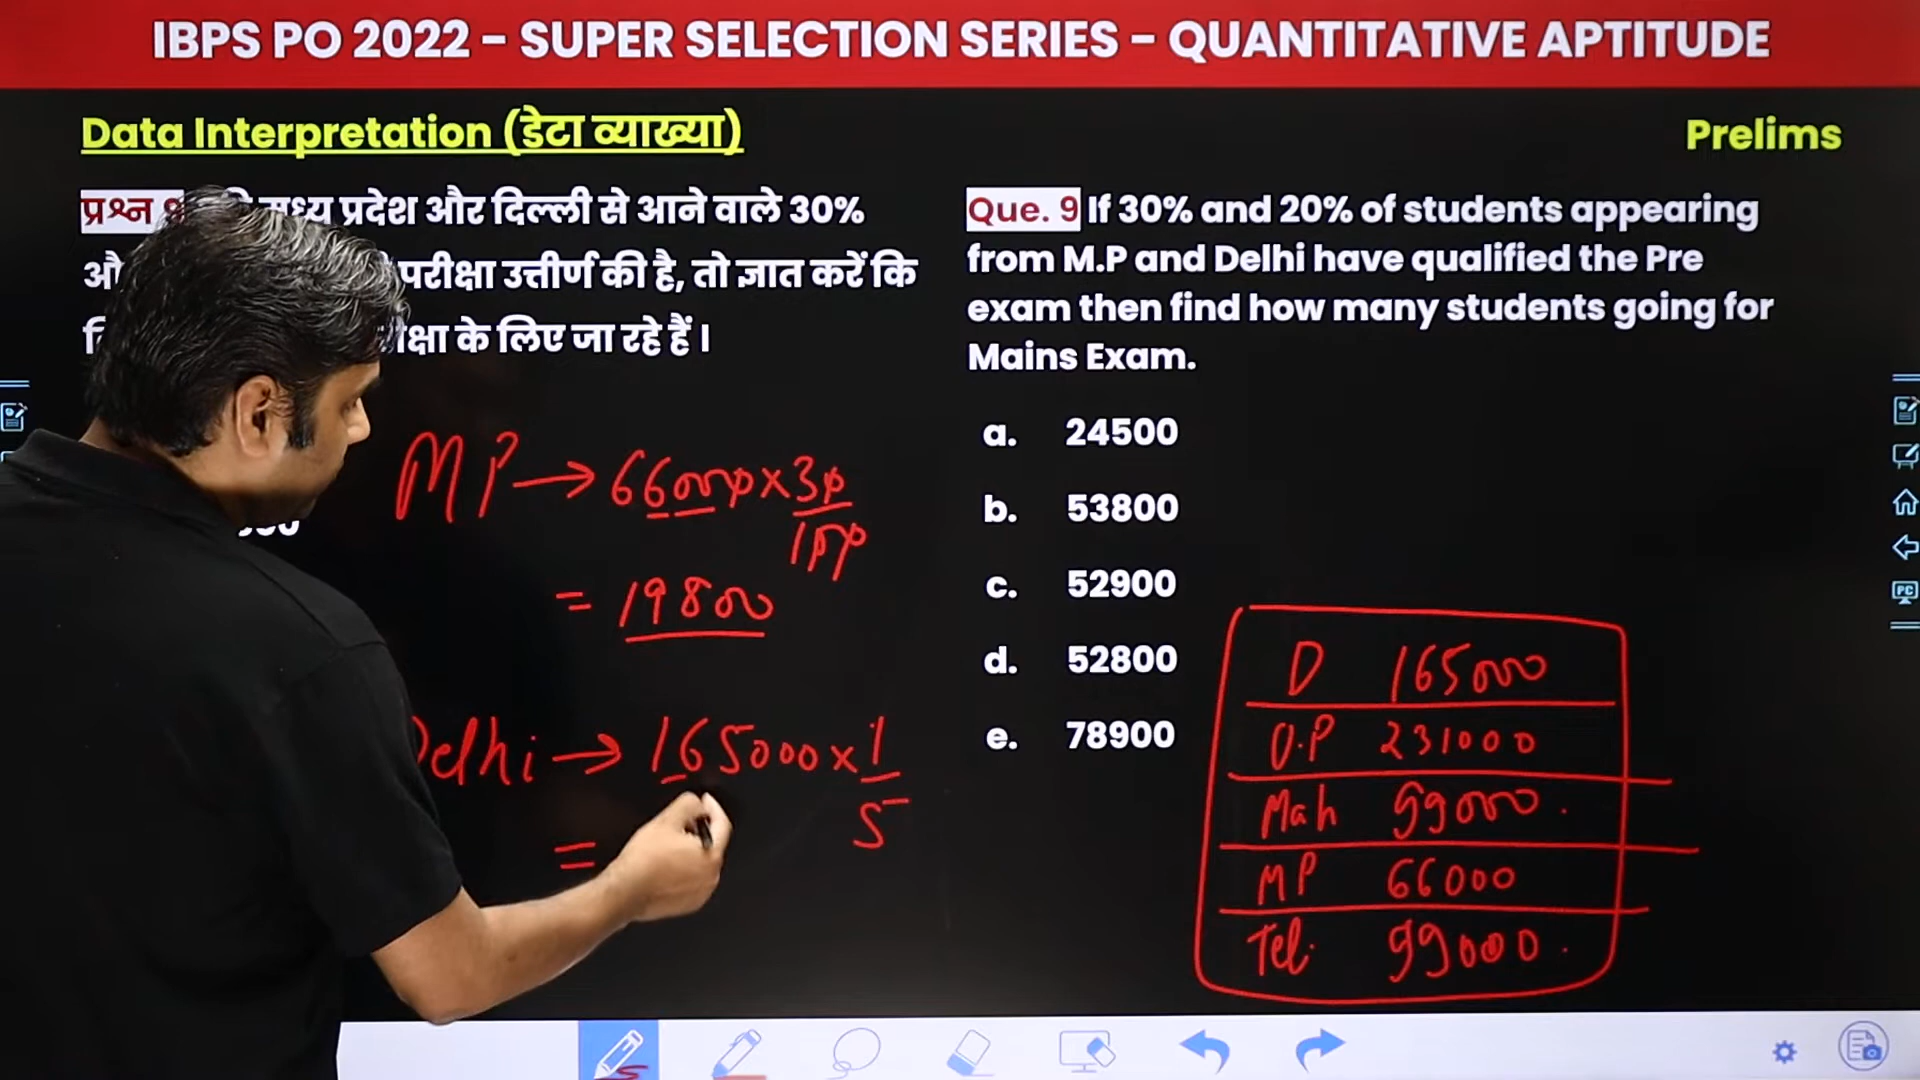 IBPS PO 2022 - SUPER SELECTION SERIES - QUANTITATIVE APTITUDE
Data Interpretation (डेटा व्याख्या)
Prelims
प्रश्न मध्य प्रदेश और दिल्ली से आने वाले 30%
परीक्षा उत्तीर्ण की है, तो ज्ञात करें कि
के लिए जा रहे हैं ।
Que. 9 If 30% and 20% of students appearing
from M.P and Delhi have qualified the Pre
exam then find how many students going for
Mains Exam.
a. 24500
b. 53800
c. 52900
d. 52800
e. 78900
MP → 66000 x 30
100
= 19800
Delhi → 165000 x 1
5
=
D 165000
U.P 231000
Mah 99000.
MP 66000
Tel. 99000.
PC